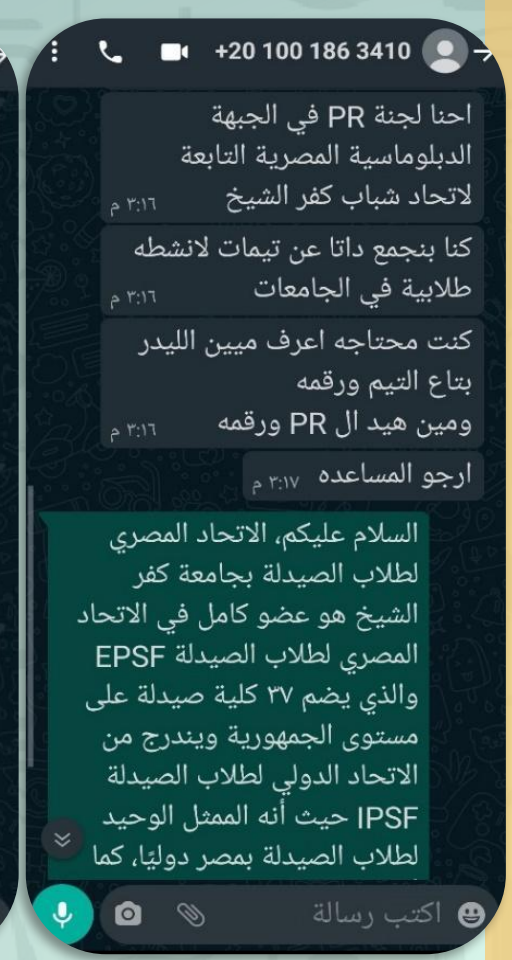 +20 100 186 3410
احنا لجنة PR في الجبهة
الدبلوماسية المصرية التابعة
لاتحاد شباب كفر الشيخ
٣:١٦ م
كنا بنجمع داتا عن تيمات لانشطه
طلابية في الجامعات
٣:١٦ م
كنت محتاجه اعرف ميين الليدر
بتاع التيم ورقمه
ومين هيد ال PR ورقمه
٣:١٦ م
ارجو المساعده
٣:١٧ م
السلام عليكم، الاتحاد المصري
لطلاب الصيدلة بجامعة كفر
الشيخ هو عضو كامل في الاتحاد
المصري لطلاب الصيدلة EPSF
والذي يضم ٣٧ كلية صيدلة على
مستوى الجمهورية ويندرج من
الاتحاد الدولي لطلاب الصيدلة
IPSF حيث أنه الممثل الوحيد
لطلاب الصيدلة بمصر دوليًا، كما
اكتب رسالة